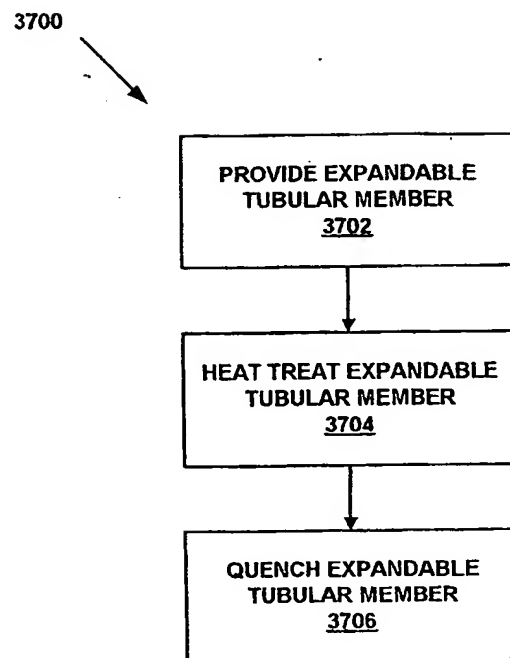 3700
PROVIDE EXPANDABLE
TUBULAR MEMBER
3702
HEAT TREAT EXPANDABLE
TUBULAR MEMBER
3704
QUENCH EXPANDABLE
TUBULAR MEMBER
3706